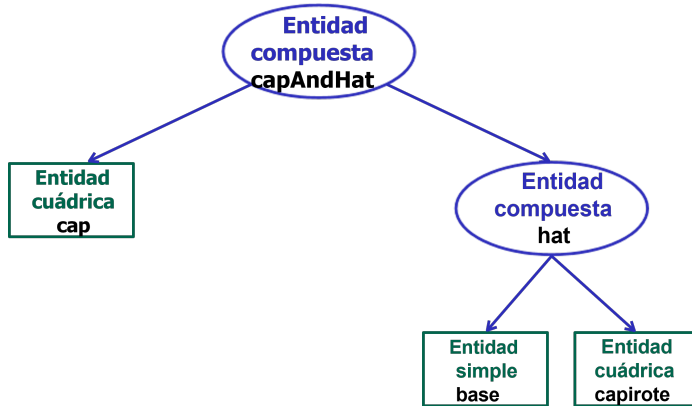 Entidad
compuesta
capAndHat
Entidad
cuádrica
cap
Entidad
compuesta
hat
Entidad
simple
base
Entidad
cuádrica
capirote